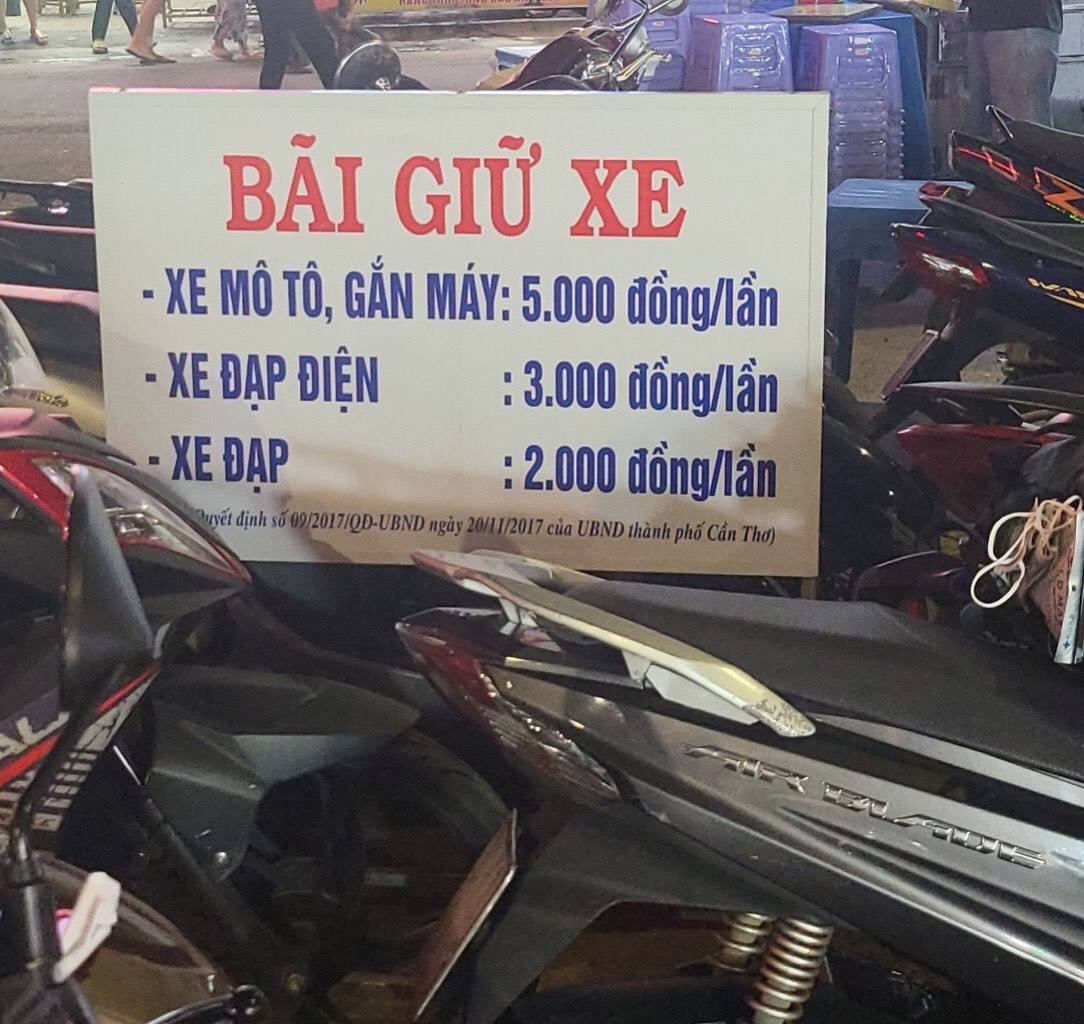 BÃI GIỮ XE
- XE MÔ TÔ, GẮN MÁY: 5.000 đồng/lần
- XE ĐẠP ĐIỆN : 3.000 đồng/lần
- XE ĐẠP : 2.000 đồng/lần
Quyết định số 09/2017/QĐ-UBND ngày 20/11/2017 của UBND thành phố Cần Thơ)
AIR BLADE